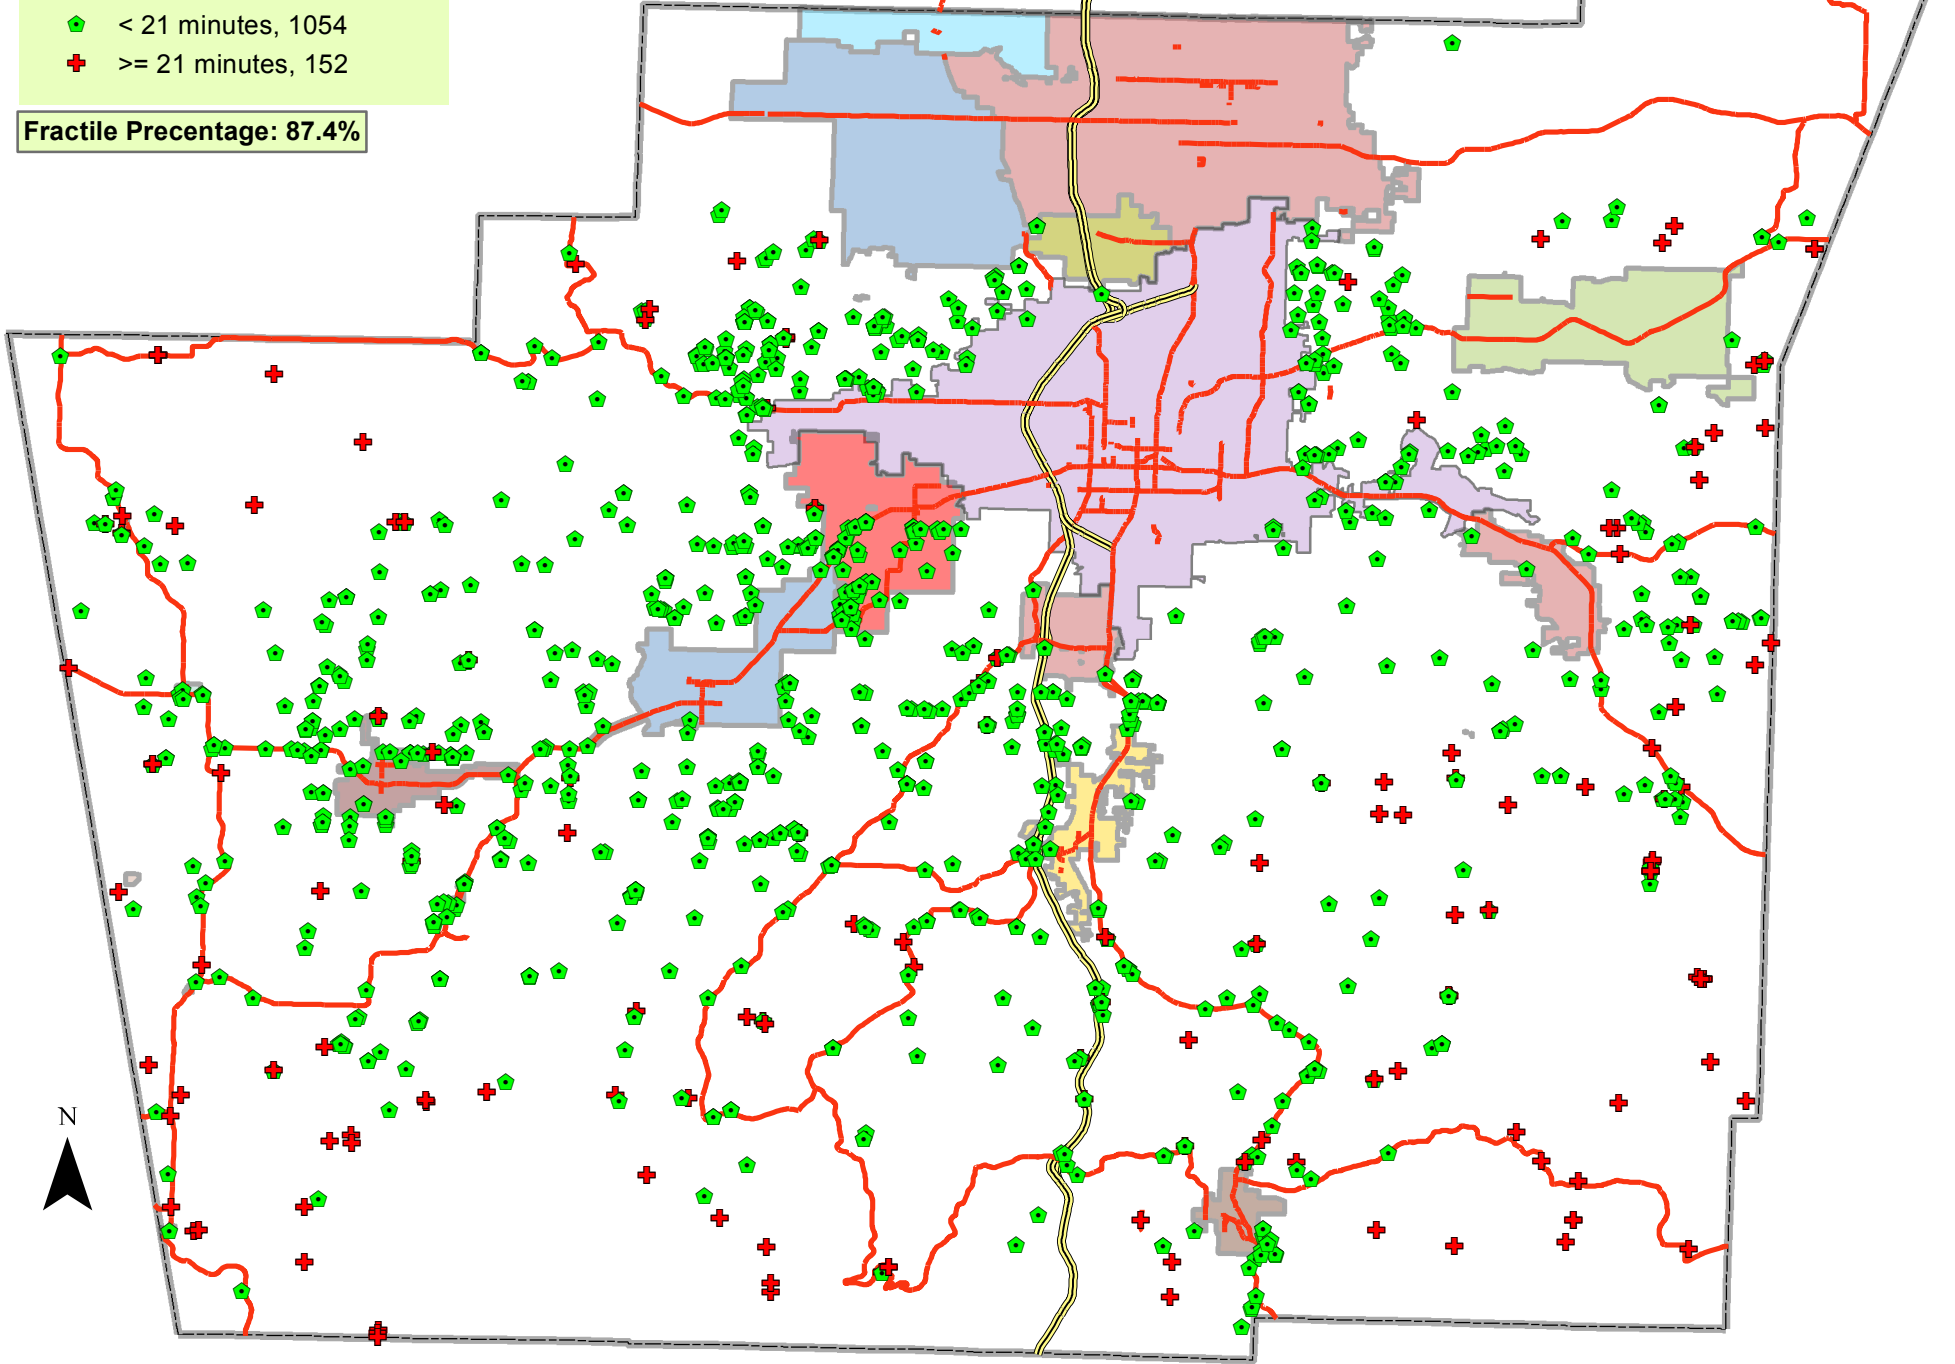 < 21 minutes, 1054
>= 21 minutes, 152
Fractile Precentage: 87.4%
N